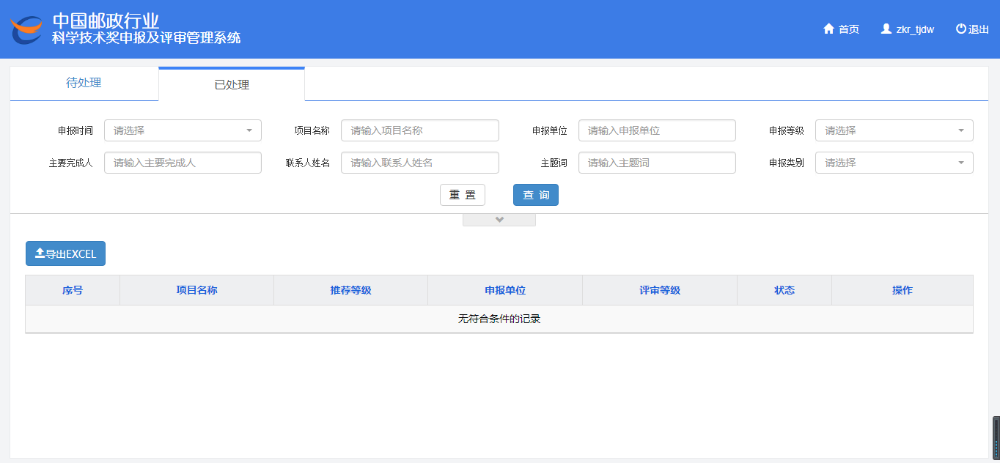 中国邮政行业
科学技术奖申报及评审管理系统
首页 zkr_tjdw 退出
待处理 已处理
申报时间 请选择 项目名称 请输入项目名称 申报单位 请输入申报单位 申报等级 请选择
主要完成人 请输入主要完成人 联系人姓名 请输入联系人姓名 主题词 请输入主题词 申报类别 请选择
重 置 查 询
导出EXCEL
序号 项目名称 推荐等级 申报单位 评审等级 状态 操作
无符合条件的记录